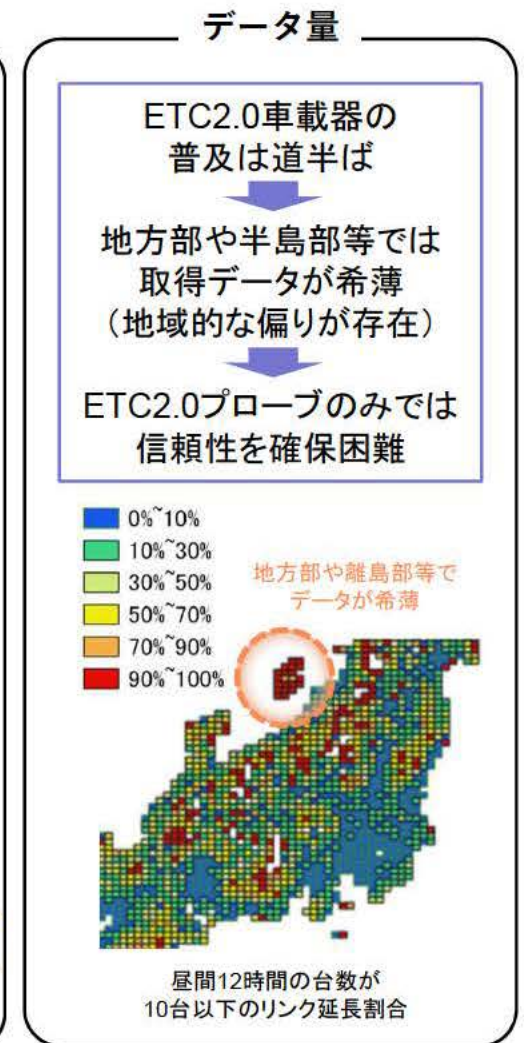 データ量
ETC2.0車載器の
普及は道半ば
地方部や半島部等では
取得データが希薄
（地域的な偏りが存在）
ETC2.0プローブのみでは
信頼性を確保困難
0%~10%
10%~30%
30%~50%
50%~70%
70%~90%
90%~100%
地方部や離島部等で
データが希薄
昼間12時間の台数が
10台以下のリンク延長割合